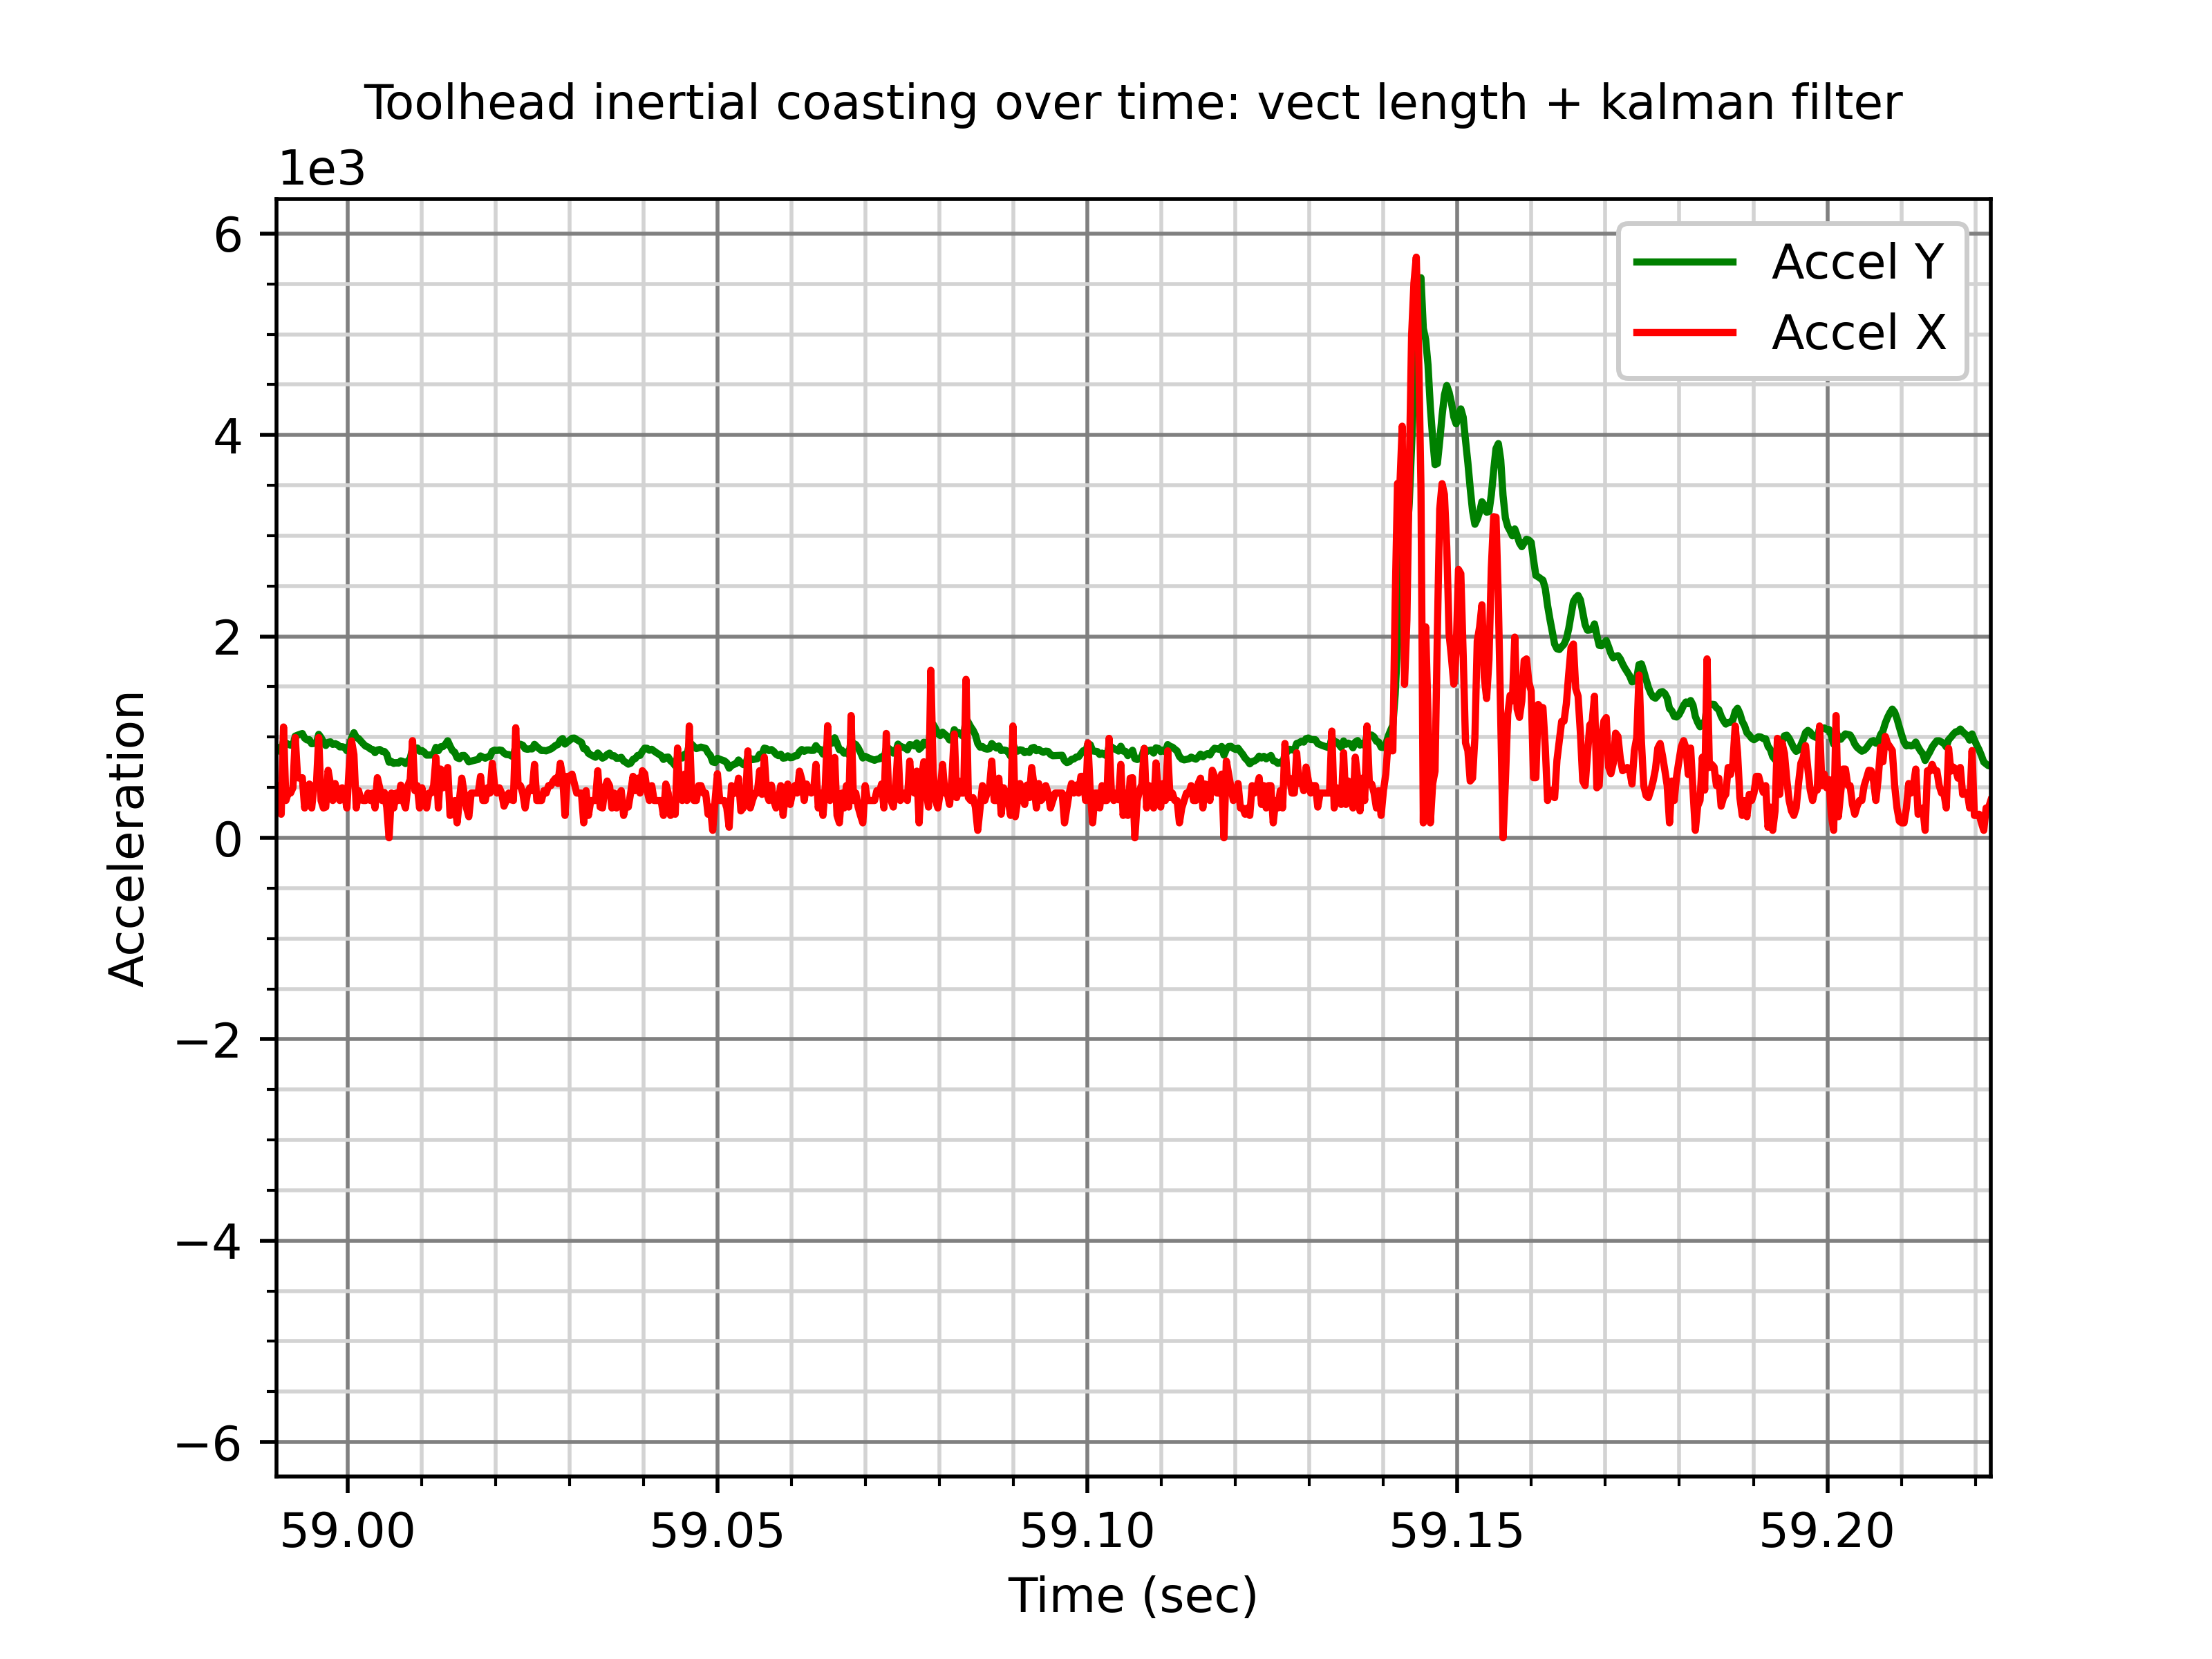 Toolhead inertial coasting over time: vect length + kalman filter
1e3
Accel Y
Accel X
6
4
2
0
−2
−4
−6
Acceleration
59.00 59.05 59.10 59.15 59.20
Time (sec)